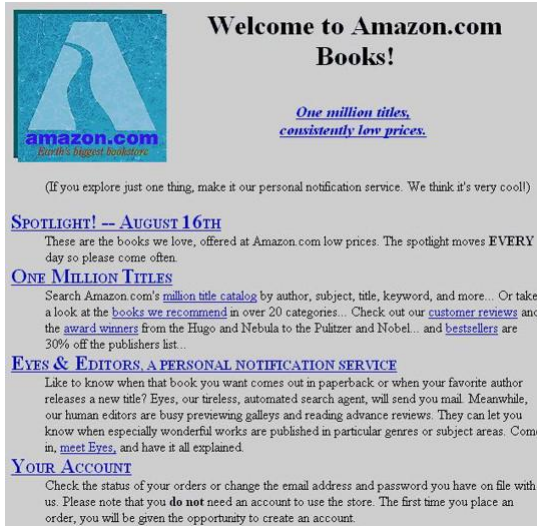 amazon.com
Earth's biggest bookstore
Welcome to Amazon.com
Books!
One million titles,
consistently low prices.
(If you explore just one thing, make it our personal notification service. We think it's very cool!)
SPOTLIGHT! -- AUGUST 16TH
These are the books we love, offered at Amazon.com low prices. The spotlight moves EVERY
day so please come often.
ONE MILLION TITLES
Search Amazon.com's million title catalog by author, subject, title, keyword, and more... Or take
a look at the books we recommend in over 20 categories... Check out our customer reviews and
the award winners from the Hugo and Nebula to the Pulitzer and Nobel... and bestsellers are
30% off the publishers list...
EYES & EDITORS, A PERSONAL NOTIFICATION SERVICE
Like to know when that book you want comes out in paperback or when your favorite author
releases a new title? Eyes, our tireless, automated search agent, will send you mail. Meanwhile,
our human editors are busy previewing galleys and reading advance reviews. They can let you
know when especially wonderful works are published in particular genres or subject areas. Come
in, meet Eyes, and have it all explained.
YOUR ACCOUNT
Check the status of your orders or change the email address and password you have on file with
us. Please note that you do not need an account to use the store. The first time you place an
order, you will be given the opportunity to create an account.